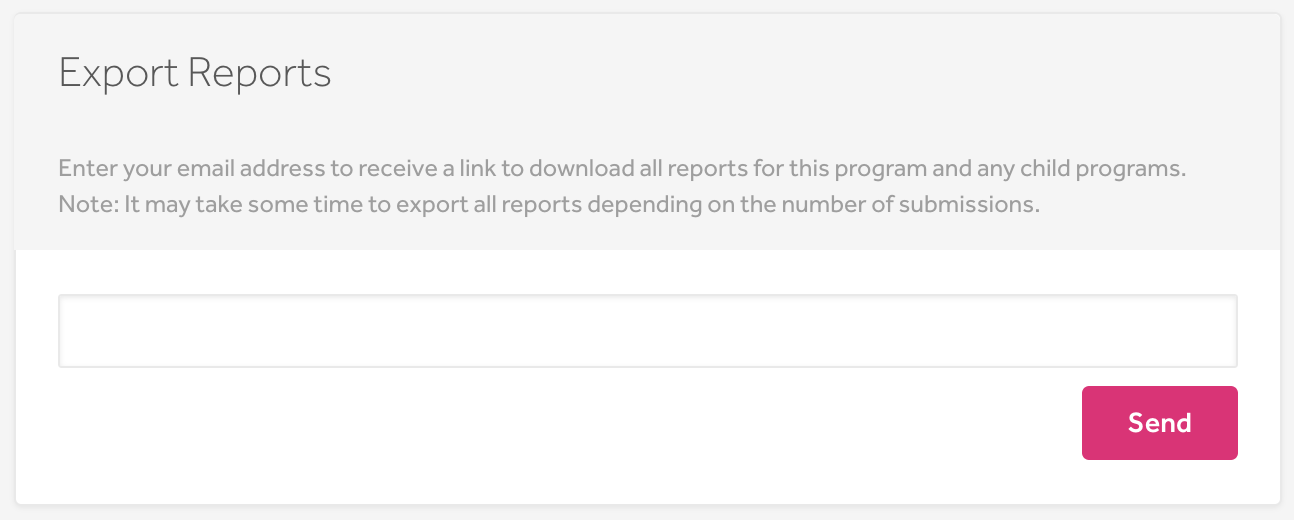 Export Reports
Enter your email address to receive a link to download all reports for this program and any child programs.
Note: It may take some time to export all reports depending on the number of submissions.
Send